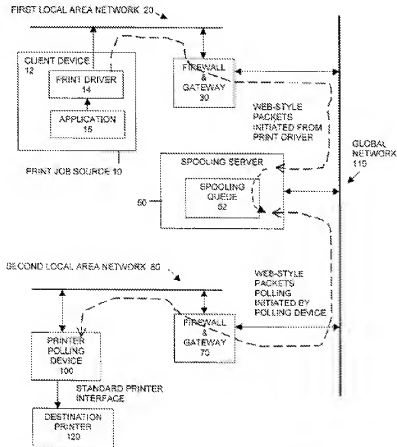 FIRST LOCAL AREA NETWORK 20
CLIENT DEVICE
12
PRINT DRIVER
14
APPLICATION
15
PRINT JOB SOURCE 10
FIREWALL
&
GATEWAY
30
WEB-STYLE
PACKETS
INITIATED FROM
PRINT DRIVER
GLOBAL
NETWORK
115
SPOOLING SERVER
SPOOLING
QUEUE
52
50
SECOND LOCAL AREA NETWORK 80
WEB-STYLE
PACKETS
POLLING
INITIATED BY
POLLING DEVICE
FIREWALL
&
GATEWAY
70
PRINTER
POLLING
DEVICE
100
STANDARD PRINTER
INTERFACE
DESTINATION
PRINTER
120